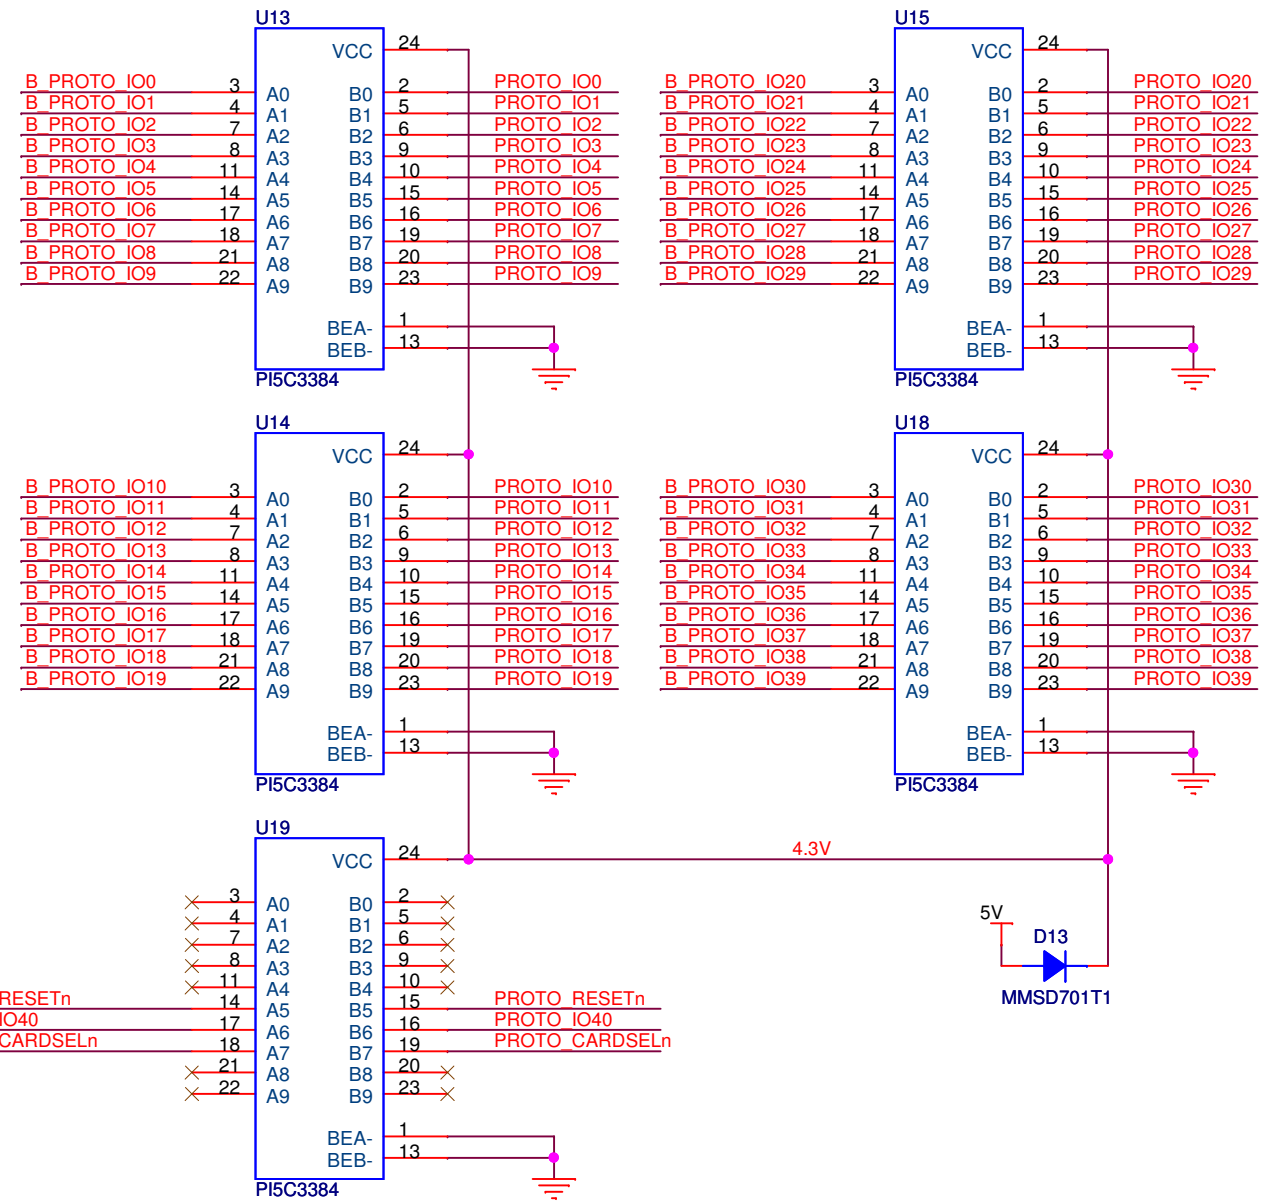 U13
VCC 24
B_PROTO_IO0 3 A0 B0 2 PROTO_IO0
B_PROTO_IO1 4 A1 B1 5 PROTO_IO1
B_PROTO_IO2 7 A2 B2 6 PROTO_IO2
B_PROTO_IO3 8 A3 B3 9 PROTO_IO3
B_PROTO_IO4 11 A4 B4 10 PROTO_IO4
B_PROTO_IO5 14 A5 B5 15 PROTO_IO5
B_PROTO_IO6 17 A6 B6 16 PROTO_IO6
B_PROTO_IO7 18 A7 B7 19 PROTO_IO7
B_PROTO_IO8 21 A8 B8 20 PROTO_IO8
B_PROTO_IO9 22 A9 B9 23 PROTO_IO9
BEA- 1
BEB- 13
PI5C3384
U15
VCC 24
B_PROTO_IO20 3 A0 B0 2 PROTO_IO20
B_PROTO_IO21 4 A1 B1 5 PROTO_IO21
B_PROTO_IO22 7 A2 B2 6 PROTO_IO22
B_PROTO_IO23 8 A3 B3 9 PROTO_IO23
B_PROTO_IO24 11 A4 B4 10 PROTO_IO24
B_PROTO_IO25 14 A5 B5 15 PROTO_IO25
B_PROTO_IO26 17 A6 B6 16 PROTO_IO26
B_PROTO_IO27 18 A7 B7 19 PROTO_IO27
B_PROTO_IO28 21 A8 B8 20 PROTO_IO28
B_PROTO_IO29 22 A9 B9 23 PROTO_IO29
BEA- 1
BEB- 13
PI5C3384
U14
VCC 24
B_PROTO_IO10 3 A0 B0 2 PROTO_IO10
B_PROTO_IO11 4 A1 B1 5 PROTO_IO11
B_PROTO_IO12 7 A2 B2 6 PROTO_IO12
B_PROTO_IO13 8 A3 B3 9 PROTO_IO13
B_PROTO_IO14 11 A4 B4 10 PROTO_IO14
B_PROTO_IO15 14 A5 B5 15 PROTO_IO15
B_PROTO_IO16 17 A6 B6 16 PROTO_IO16
B_PROTO_IO17 18 A7 B7 19 PROTO_IO17
B_PROTO_IO18 21 A8 B8 20 PROTO_IO18
B_PROTO_IO19 22 A9 B9 23 PROTO_IO19
BEA- 1
BEB- 13
PI5C3384
U18
VCC 24
B_PROTO_IO30 3 A0 B0 2 PROTO_IO30
B_PROTO_IO31 4 A1 B1 5 PROTO_IO31
B_PROTO_IO32 7 A2 B2 6 PROTO_IO32
B_PROTO_IO33 8 A3 B3 9 PROTO_IO33
B_PROTO_IO34 11 A4 B4 10 PROTO_IO34
B_PROTO_IO35 14 A5 B5 15 PROTO_IO35
B_PROTO_IO36 17 A6 B6 16 PROTO_IO36
B_PROTO_IO37 18 A7 B7 19 PROTO_IO37
B_PROTO_IO38 21 A8 B8 20 PROTO_IO38
B_PROTO_IO39 22 A9 B9 23 PROTO_IO39
BEA- 1
BEB- 13
PI5C3384
U19
VCC 24
4.3V
3 A0 B0 2
4 A1 B1 5
7 A2 B2 6
8 A3 B3 9
11 A4 B4 10
RESETn 14 A5 B5 15 PROTO_RESETn
IO40 17 A6 B6 16 PROTO_IO40
CARDSELn 18 A7 B7 19 PROTO_CARDSELn
21 A8 B8 20
22 A9 B9 23
BEA- 1
BEB- 13
PI5C3384
5V
D13
MMSD701T1